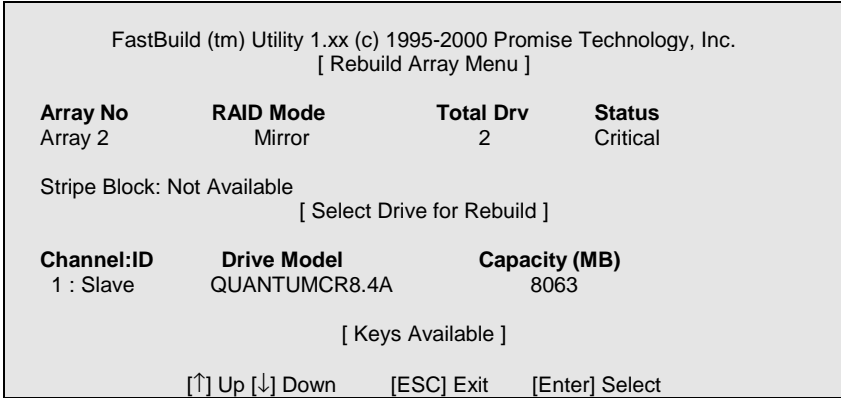 FastBuild (tm) Utility 1.xx (c) 1995-2000 Promise Technology, Inc.
[ Rebuild Array Menu ]
Array No RAID Mode Total Drv Status
Array 2 Mirror 2 Critical
Stripe Block: Not Available
[ Select Drive for Rebuild ]
Channel:ID Drive Model Capacity (MB)
1 : Slave QUANTUMCR8.4A 8063
[ Keys Available ]
[↑] Up [↓] Down [ESC] Exit [Enter] Select